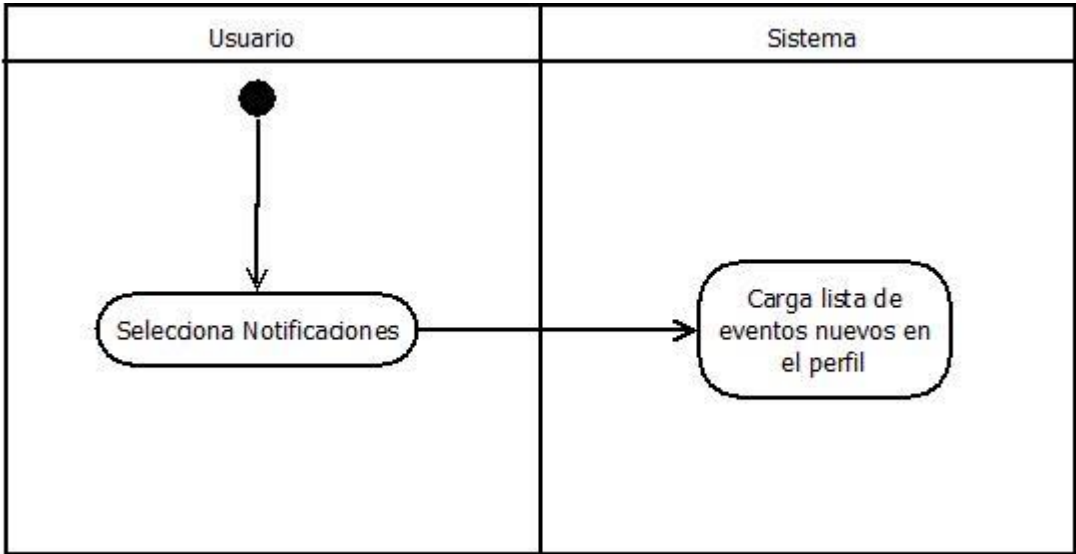 Usuario
Sistema
Selecciona Notificaciones
Carga lista de
eventos nuevos en
el perfil